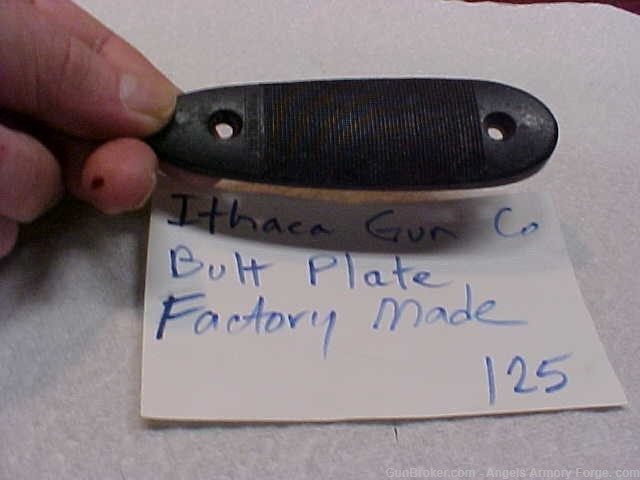 Ithaca Gun Co
Butt Plate
Factory Made
125
GunBroker.com - Angels Armory Forge. com